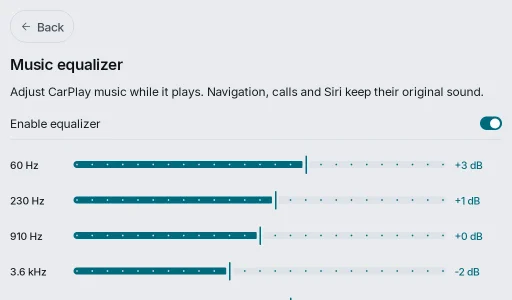 ← Back
Music equalizer
Adjust CarPlay music while it plays. Navigation, calls and Siri keep their original sound.
Enable equalizer
60 Hz +3 dB
230 Hz +1 dB
910 Hz +0 dB
3.6 kHz -2 dB